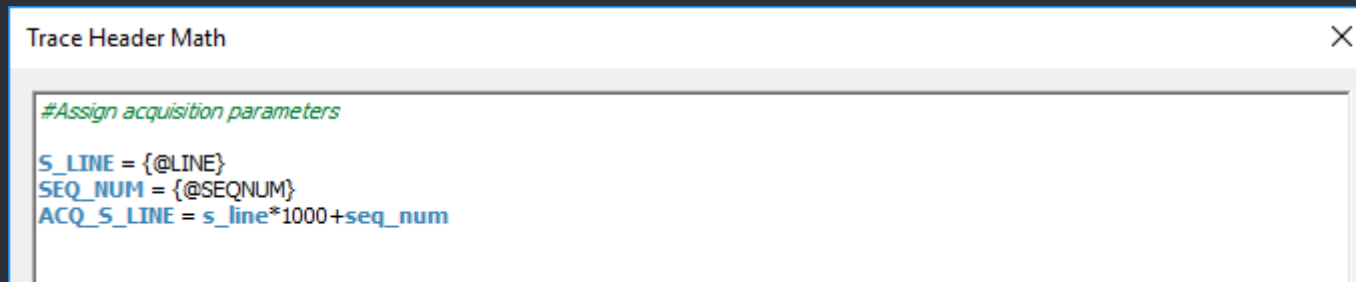 Trace Header Math
#Assign acquisition parameters
S_LINE = {@LINE}
SEQ_NUM = {@SEQNUM}
ACQ_S_LINE = s_line*1000+seq_num